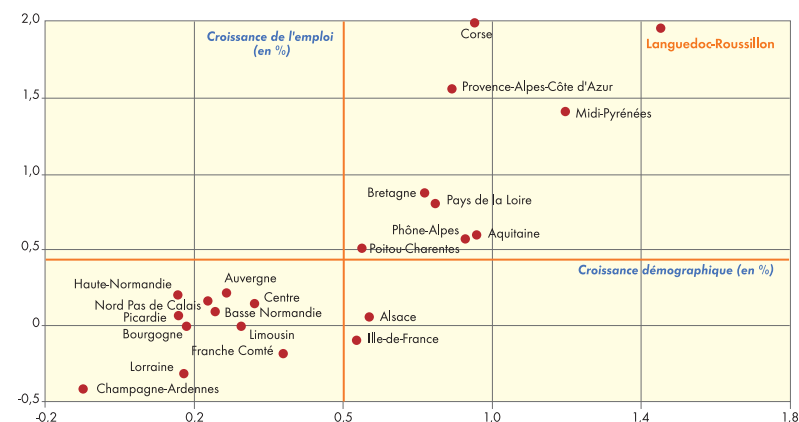 2,0
Croissance de l'emploi
(en %)
Corse
Languedoc-Roussillon
1,5
Provence-Alpes-Côte d'Azur
Midi-Pyrénées
1,0
Bretagne
Pays de la Loire
Phône-Alpes
Aquitaine
0,5
Poitou-Charentes
Croissance démographique (en %)
Haute-Normandie
Auvergne
Nord Pas de Calais
Centre
Picardie
Basse Normandie
0
Alsace
Bourgogne
Limousin
Ille-de-France
Franche Comté
Lorraine
Champagne-Ardennes
-0,5
-0.2
0.2
0.5
1.0
1.4
1.8